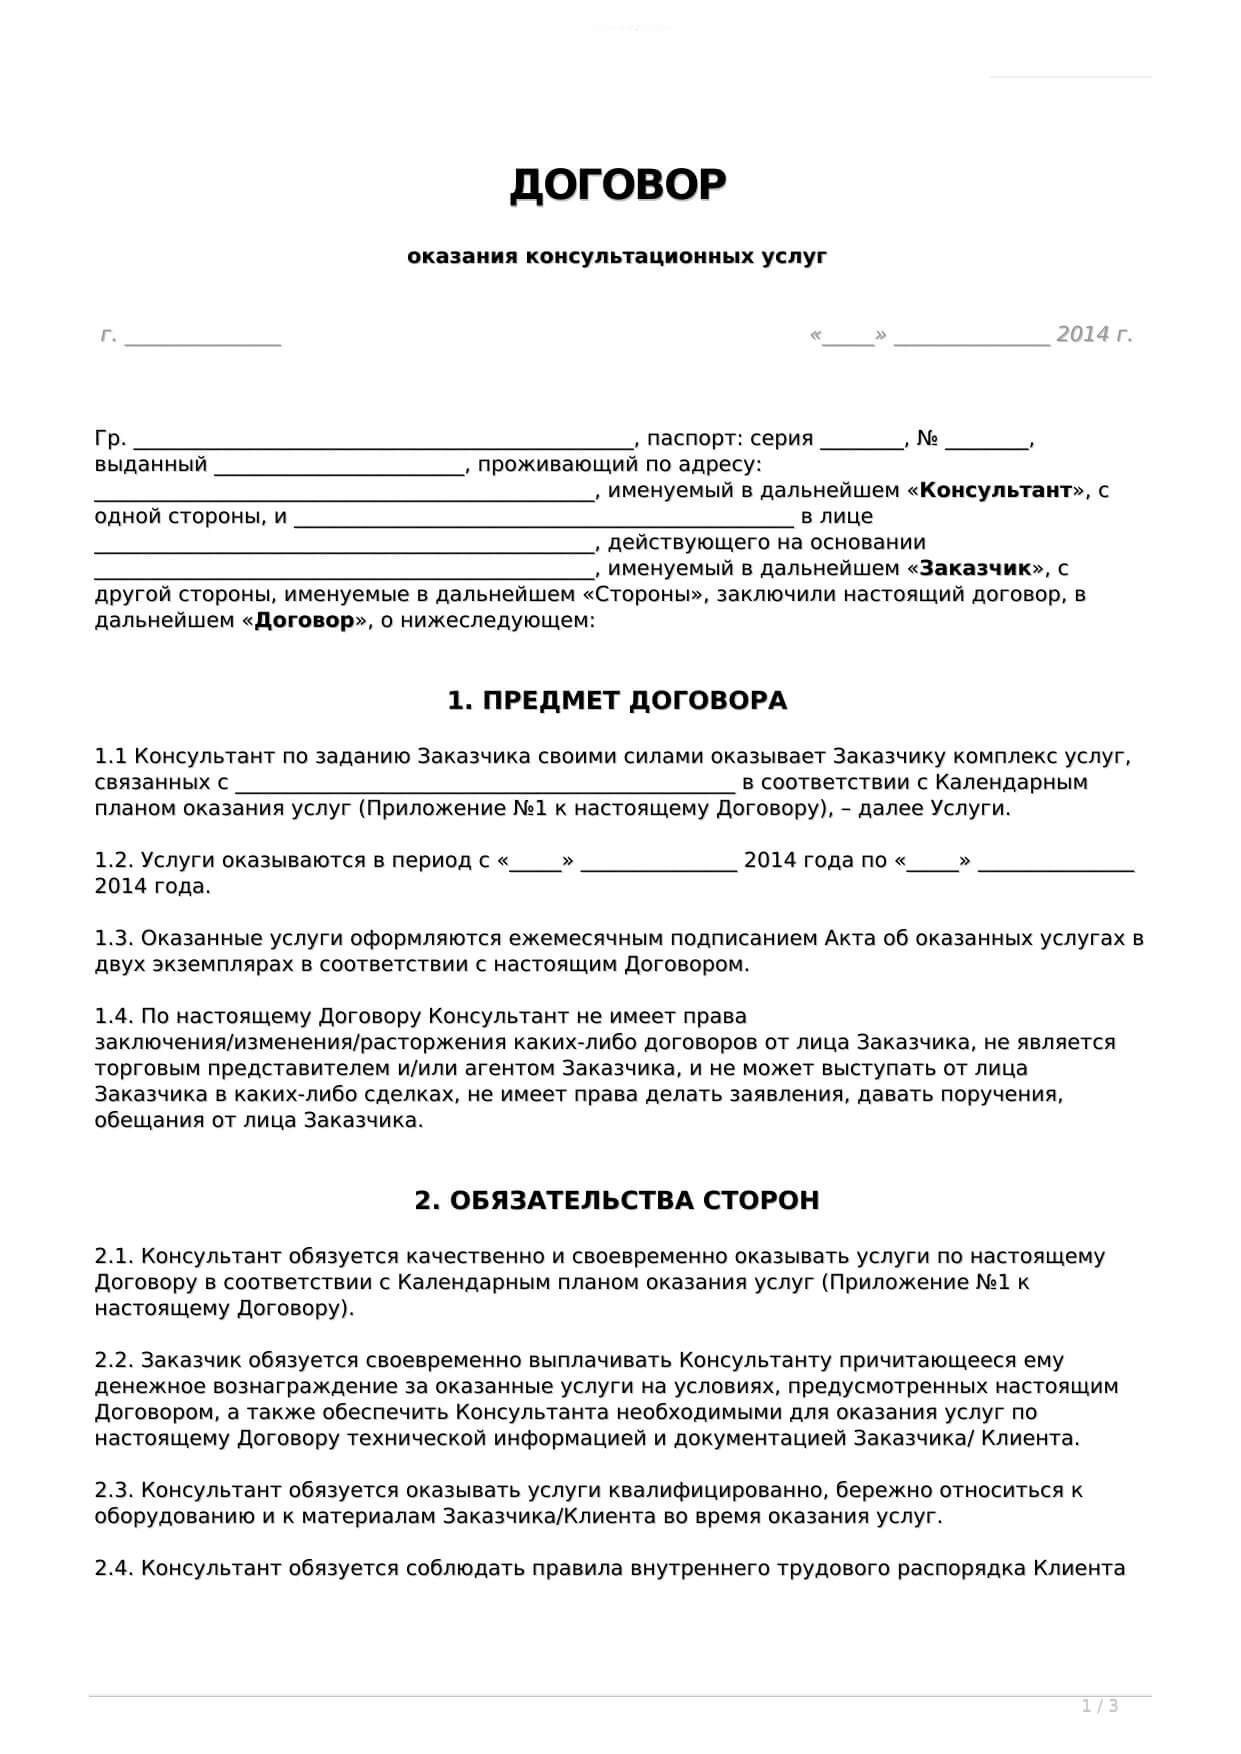 ДОГОВОР
оказания консультационных услуг
г. _______________ «_____» _______________ 2014 г.
Гр. ________________________________________________, паспорт: серия ________, № ________,
выданный ________________________, проживающий по адресу:
________________________________________________, именуемый в дальнейшем «Консультант», с
одной стороны, и ________________________________________________ в лице
________________________________________________, действующего на основании
________________________________________________, именуемый в дальнейшем «Заказчик», с
другой стороны, именуемые в дальнейшем «Стороны», заключили настоящий договор, в
дальнейшем «Договор», о нижеследующем:
1. ПРЕДМЕТ ДОГОВОРА
1.1 Консультант по заданию Заказчика своими силами оказывает Заказчику комплекс услуг,
связанных с ________________________________________________ в соответствии с Календарным
планом оказания услуг (Приложение №1 к настоящему Договору), – далее Услуги.
1.2. Услуги оказываются в период с «_____» _______________ 2014 года по «_____» _______________
2014 года.
1.3. Оказанные услуги оформляются ежемесячным подписанием Акта об оказанных услугах в
двух экземплярах в соответствии с настоящим Договором.
1.4. По настоящему Договору Консультант не имеет права
заключения/изменения/расторжения каких-либо договоров от лица Заказчика, не является
торговым представителем и/или агентом Заказчика, и не может выступать от лица
Заказчика в каких-либо сделках, не имеет права делать заявления, давать поручения,
обещания от лица Заказчика.
2. ОБЯЗАТЕЛЬСТВА СТОРОН
2.1. Консультант обязуется качественно и своевременно оказывать услуги по настоящему
Договору в соответствии с Календарным планом оказания услуг (Приложение №1 к
настоящему Договору).
2.2. Заказчик обязуется своевременно выплачивать Консультанту причитающееся ему
денежное вознаграждение за оказанные услуги на условиях, предусмотренных настоящим
Договором, а также обеспечить Консультанта необходимыми для оказания услуг по
настоящему Договору технической информацией и документацией Заказчика/ Клиента.
2.3. Консультант обязуется оказывать услуги квалифицированно, бережно относиться к
оборудованию и к материалам Заказчика/Клиента во время оказания услуг.
2.4. Консультант обязуется соблюдать правила внутреннего трудового распорядка Клиента
1 / 3